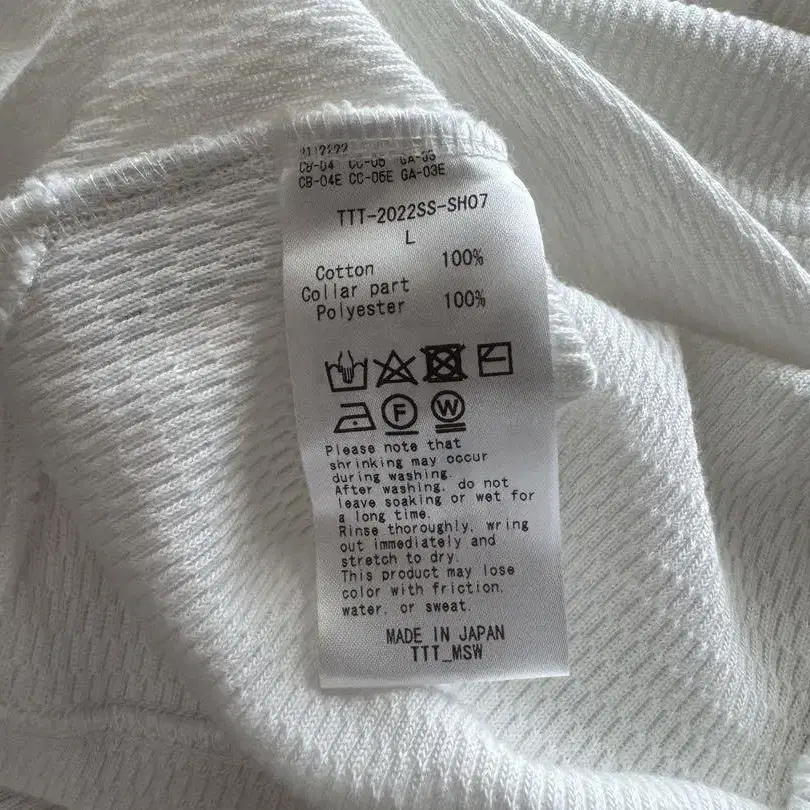 CB-04E CC-05E GA-03E
TTT-2022SS-SH07
L
Cotton 100%
Collar part
Polyester 100%
F W
Please note that
shrinking may occur
during washing.
After washing, do not
leave soaking or wet for
a long time.
Rinse thoroughly, wring
out immediately and
stretch to dry.
This product may lose
color with friction,
water, or sweat.
MADE IN JAPAN
TTT_MSW